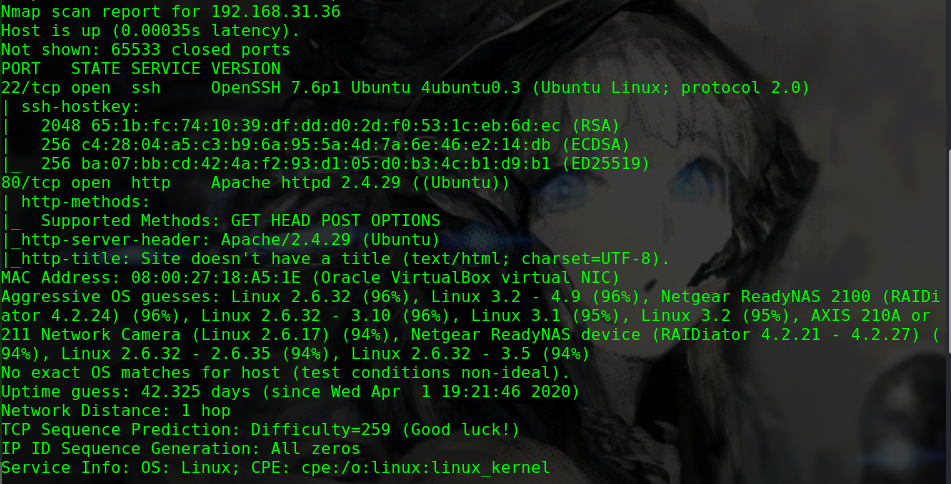 Nmap scan report for 192.168.31.36
Host is up (0.00035s latency).
Not shown: 65533 closed ports
PORT   STATE SERVICE VERSION
22/tcp open  ssh     OpenSSH 7.6p1 Ubuntu 4ubuntu0.3 (Ubuntu Linux; protocol 2.0)
| ssh-hostkey:
|   2048 65:1b:fc:74:10:39:df:dd:d0:2d:f0:53:1c:eb:6d:ec (RSA)
|   256 c4:28:04:a5:c3:b9:6a:95:5a:4d:7a:6e:46:e2:14:db (ECDSA)
|_  256 ba:07:bb:cd:42:4a:f2:93:d1:05:d0:b3:4c:b1:d9:b1 (ED25519)
80/tcp open  http    Apache httpd 2.4.29 ((Ubuntu))
| http-methods:
|_  Supported Methods: GET HEAD POST OPTIONS
|_http-server-header: Apache/2.4.29 (Ubuntu)
|_http-title: Site doesn't have a title (text/html; charset=UTF-8).
MAC Address: 08:00:27:18:A5:1E (Oracle VirtualBox virtual NIC)
Aggressive OS guesses: Linux 2.6.32 (96%), Linux 3.2 - 4.9 (96%), Netgear ReadyNAS 2100 (RAIDi
ator 4.2.24) (96%), Linux 2.6.32 - 3.10 (96%), Linux 3.1 (95%), Linux 3.2 (95%), AXIS 210A or
211 Network Camera (Linux 2.6.17) (94%), Netgear ReadyNAS device (RAIDiator 4.2.21 - 4.2.27) (
94%), Linux 2.6.32 - 2.6.35 (94%), Linux 2.6.32 - 3.5 (94%)
No exact OS matches for host (test conditions non-ideal).
Uptime guess: 42.325 days (since Wed Apr  1 19:21:46 2020)
Network Distance: 1 hop
TCP Sequence Prediction: Difficulty=259 (Good luck!)
IP ID Sequence Generation: All zeros
Service Info: OS: Linux; CPE: cpe:/o:linux:linux_kernel